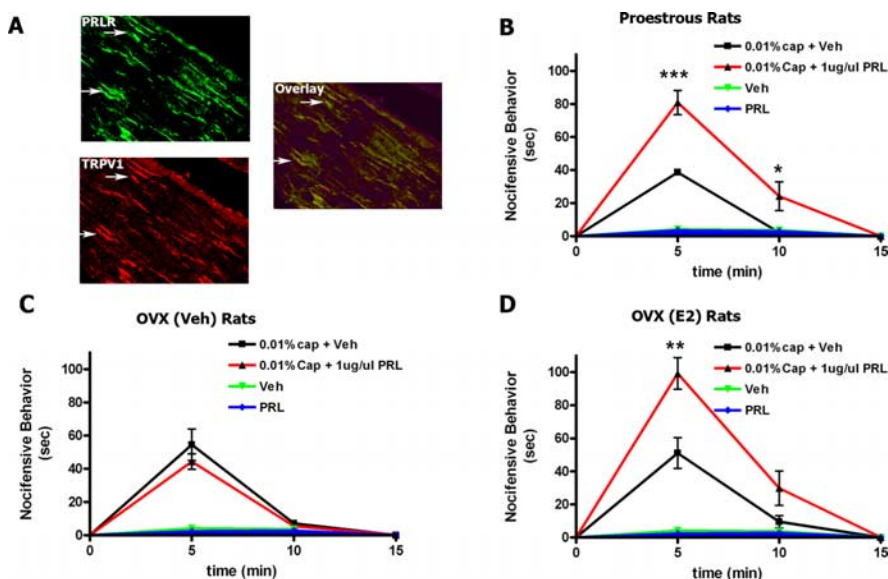 A
PRLR
TRPV1
Overlay
B
Proestrous Rats
0.01%cap + Veh
0.01%Cap + 1ug/ul PRL
Veh
PRL
***
*
Nocifensive Behavior
(sec)
100
80
60
40
20
0
0 5 10 15
time (min)
C
OVX (Veh) Rats
0.01%cap + Veh
0.01%Cap + 1ug/ul PRL
Veh
PRL
Nocifensive Behavior
(sec)
100
80
60
40
20
0
0 5 10 15
time (min)
D
OVX (E2) Rats
0.01%cap + Veh
0.01%Cap + 1ug/ul PRL
Veh
PRL
**
Nocifensive Behavior
(sec)
100
80
60
40
20
0
0 5 10 15
time (min)